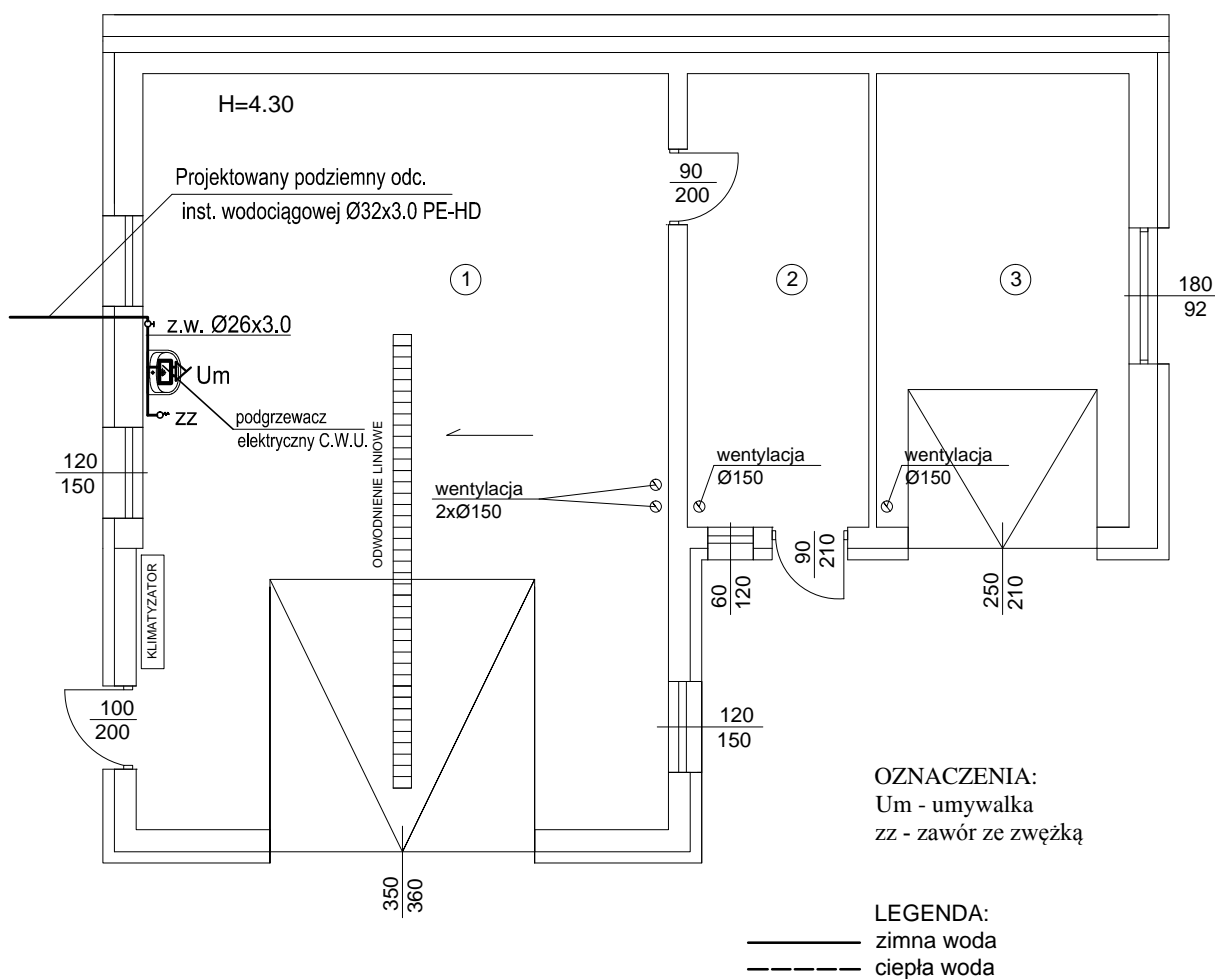 H=4.30
Projektowany podziemny odc.
inst. wodociągowej Ø32x3.0 PE-HD
90
200
1
2
3
180
92
z.w. Ø26x3.0
Um
zz
podgrzewacz
elektryczny C.W.U.
ODWODNIENIE LINIOWE
120
150
wentylacja
2xØ150
wentylacja
Ø150
wentylacja
Ø150
KLIMATYZATOR
60
120
90
210
250
210
100
200
120
150
350
360
OZNACZENIA:
Um - umywalka
zz - zawór ze zwężką
LEGENDA:
zimna woda
ciepła woda